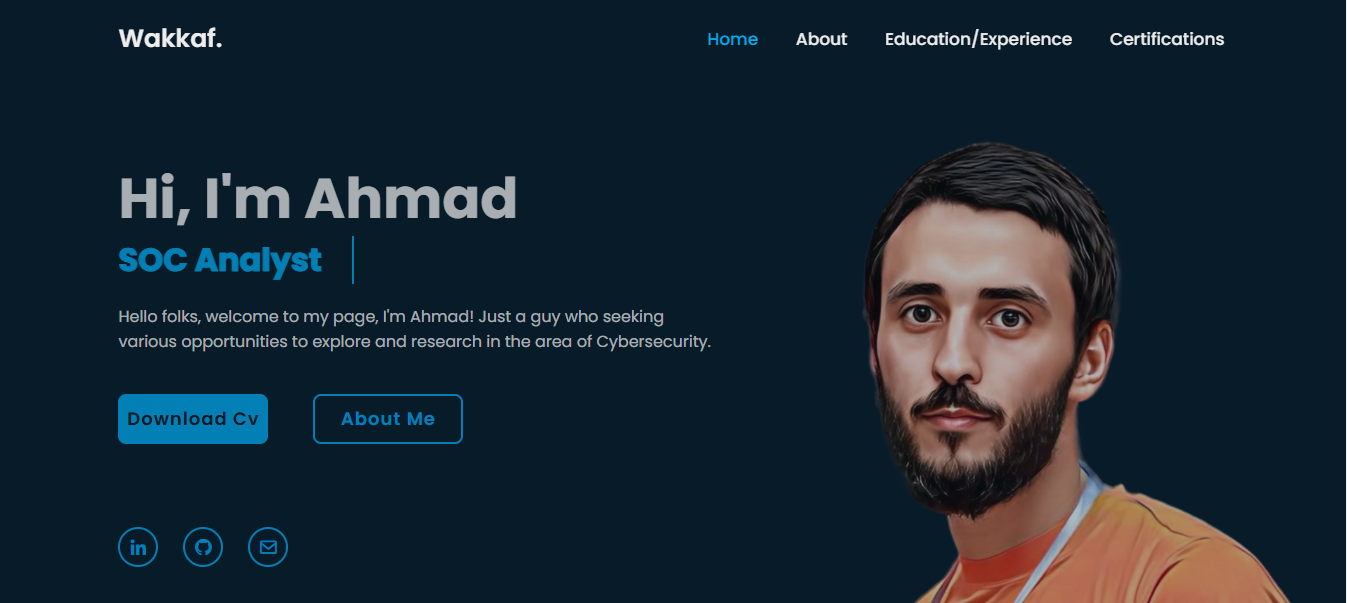 Wakkaf.
Home About Education/Experience Certifications
Hi, I'm Ahmad
SOC Analyst
Hello folks, welcome to my page, I'm Ahmad! Just a guy who seeking
various opportunities to explore and research in the area of Cybersecurity.
Download Cv
About Me
in